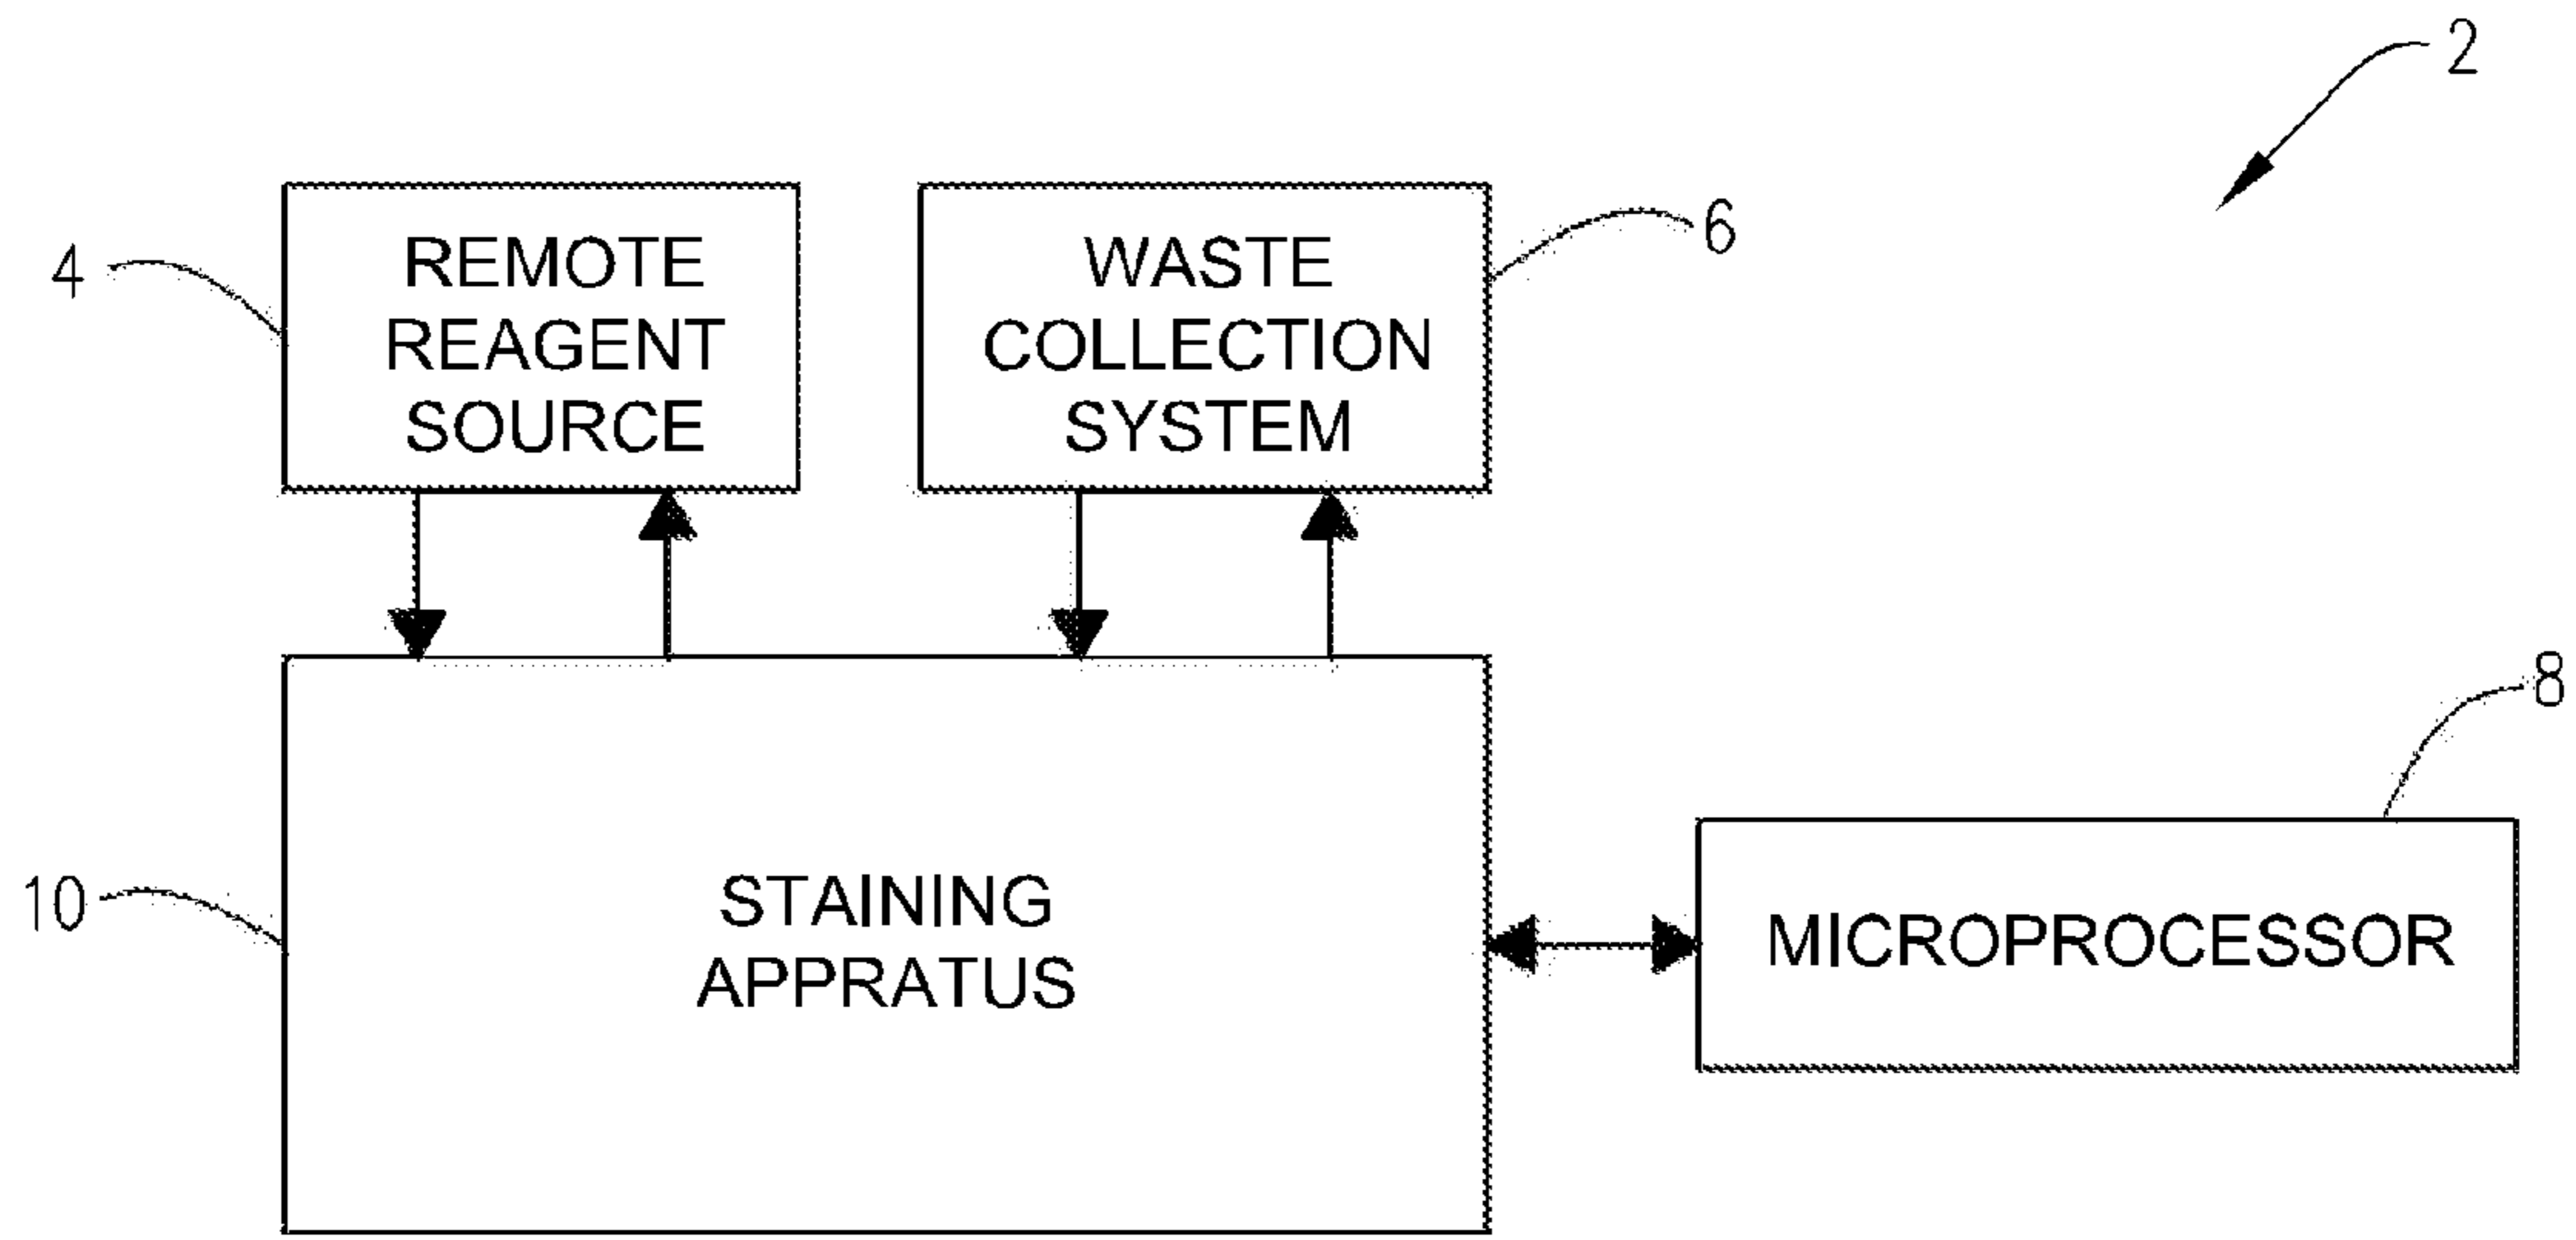 2
REMOTE
REAGENT
SOURCE
4
WASTE
COLLECTION
SYSTEM
6
8
STAINING
APPRATUS
10
MICROPROCESSOR